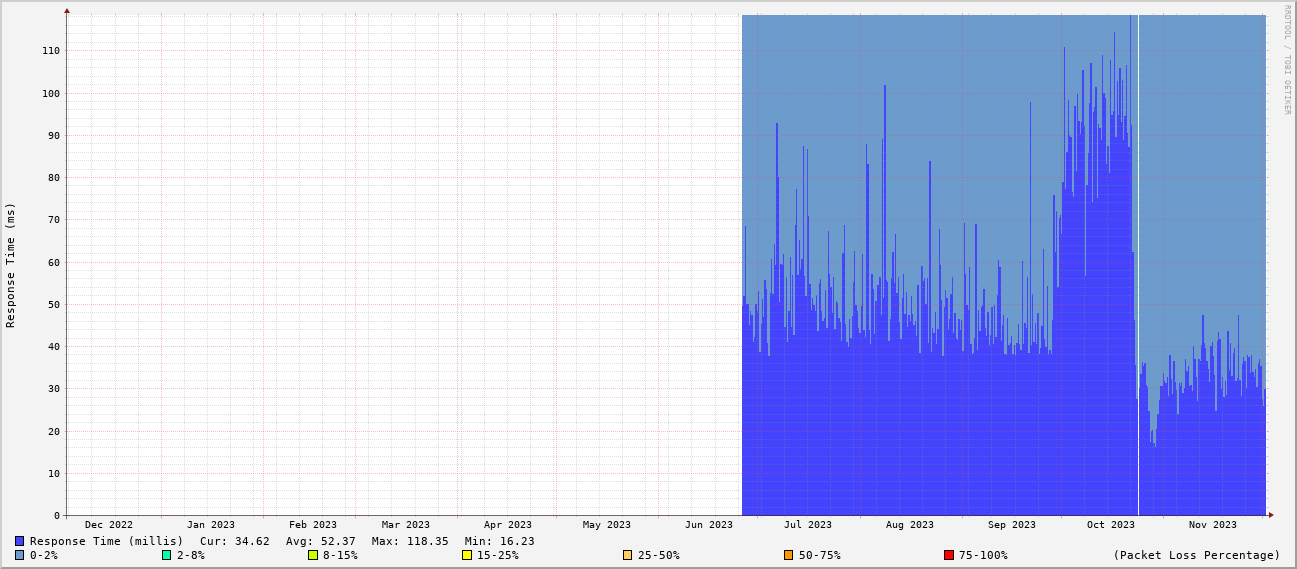 RRDTOOL / TOBI OETIKER
Response Time (ms)
110
100
90
80
70
60
50
40
30
20
10
0
Dec 2022 Jan 2023 Feb 2023 Mar 2023 Apr 2023 May 2023 Jun 2023 Jul 2023 Aug 2023 Sep 2023 Oct 2023 Nov 2023
Response Time (millis) Cur: 34.62 Avg: 52.37 Max: 118.35 Min: 16.23
0-2% 2-8% 8-15% 15-25% 25-50% 50-75% 75-100% (Packet Loss Percentage)